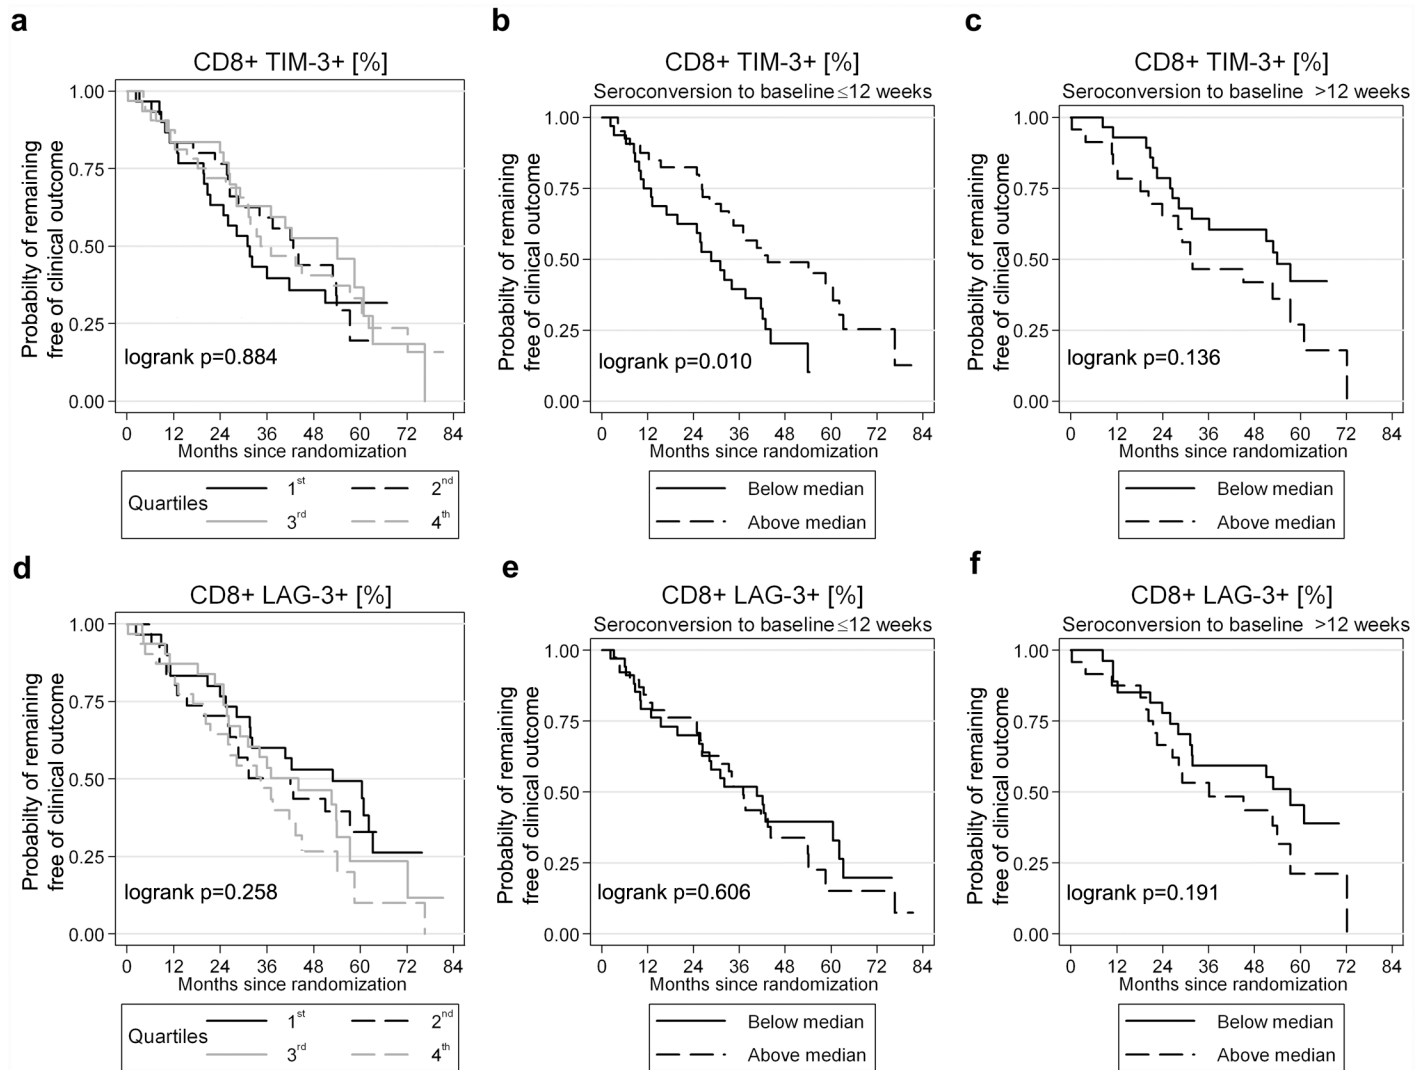 a
CD8+ TIM-3+ [%]
Probabilty of remaining
free of clinical outcome
1.00
0.75
0.50
0.25
0.00
logrank p=0.884
0 12 24 36 48 60 72 84
Months since randomization
Quartiles 1st 2nd
3rd 4th
b
CD8+ TIM-3+ [%]
Seroconversion to baseline ≤12 weeks
Probabilty of remaining
free of clinical outcome
1.00
0.75
0.50
0.25
0.00
logrank p=0.010
0 12 24 36 48 60 72 84
Months since randomization
Below median
Above median
c
CD8+ TIM-3+ [%]
Seroconversion to baseline >12 weeks
Probabilty of remaining
free of clinical outcome
1.00
0.75
0.50
0.25
0.00
logrank p=0.136
0 12 24 36 48 60 72 84
Months since randomization
Below median
Above median
d
CD8+ LAG-3+ [%]
Probabilty of remaining
free of clinical outcome
1.00
0.75
0.50
0.25
0.00
logrank p=0.258
0 12 24 36 48 60 72 84
Months since randomization
Quartiles 1st 2nd
3rd 4th
e
CD8+ LAG-3+ [%]
Seroconversion to baseline ≤12 weeks
Probabilty of remaining
free of clinical outcome
1.00
0.75
0.50
0.25
0.00
logrank p=0.606
0 12 24 36 48 60 72 84
Months since randomization
Below median
Above median
f
CD8+ LAG-3+ [%]
Seroconversion to baseline >12 weeks
Probabilty of remaining
free of clinical outcome
1.00
0.75
0.50
0.25
0.00
logrank p=0.191
0 12 24 36 48 60 72 84
Months since randomization
Below median
Above median